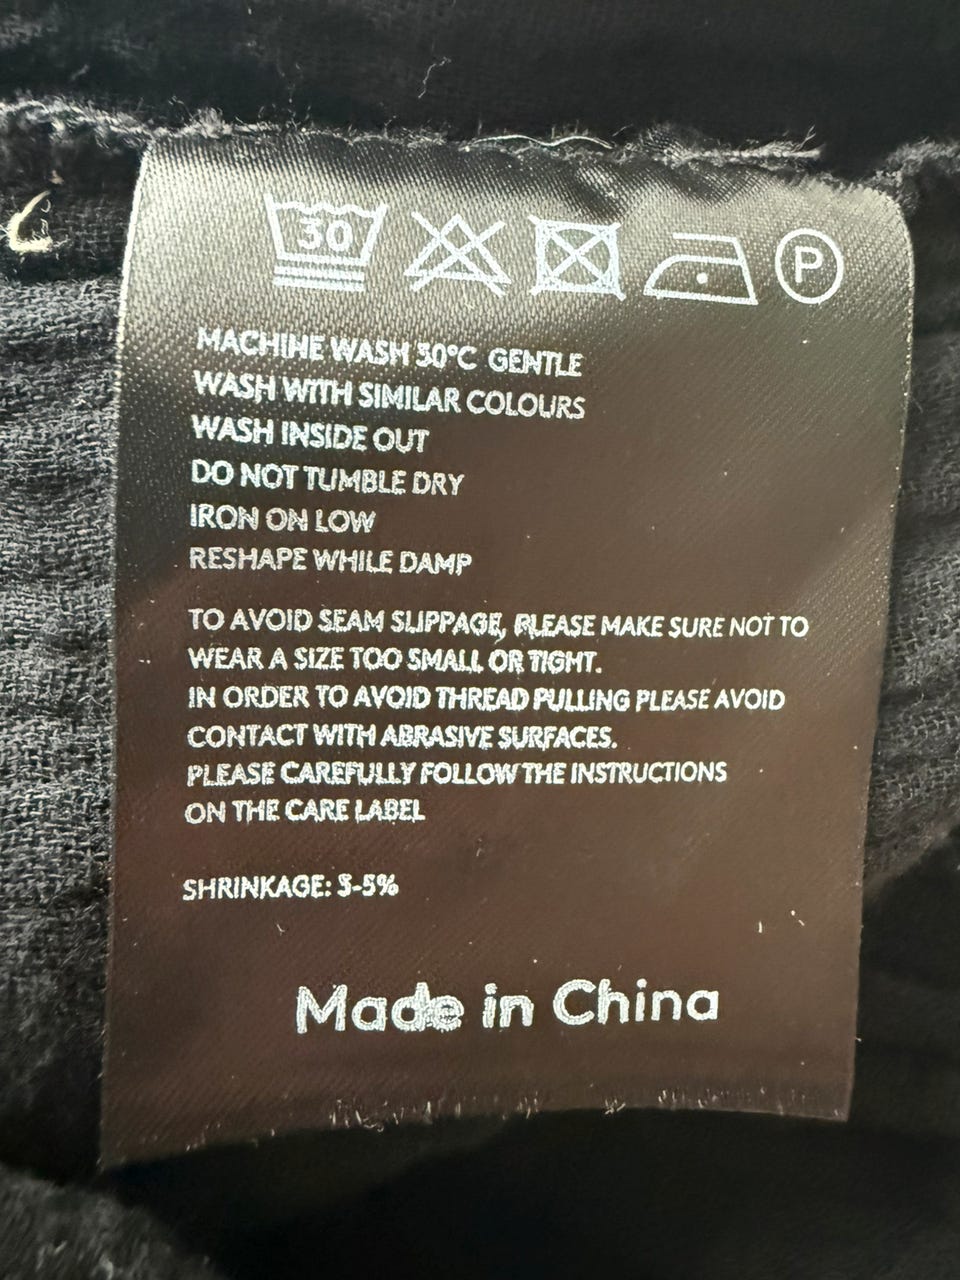 30
P
MACHINE WASH 30°C GENTLE
WASH WITH SIMILAR COLOURS
WASH INSIDE OUT
DO NOT TUMBLE DRY
IRON ON LOW
RESHAPE WHILE DAMP
TO AVOID SEAM SLIPPAGE, PLEASE MAKE SURE NOT TO
WEAR A SIZE TOO SMALL OR TIGHT.
IN ORDER TO AVOID THREAD PULLING PLEASE AVOID
CONTACT WITH ABRASIVE SURFACES.
PLEASE CAREFULLY FOLLOW THE INSTRUCTIONS
ON THE CARE LABEL
SHRINKAGE: 3-5%
Made in China